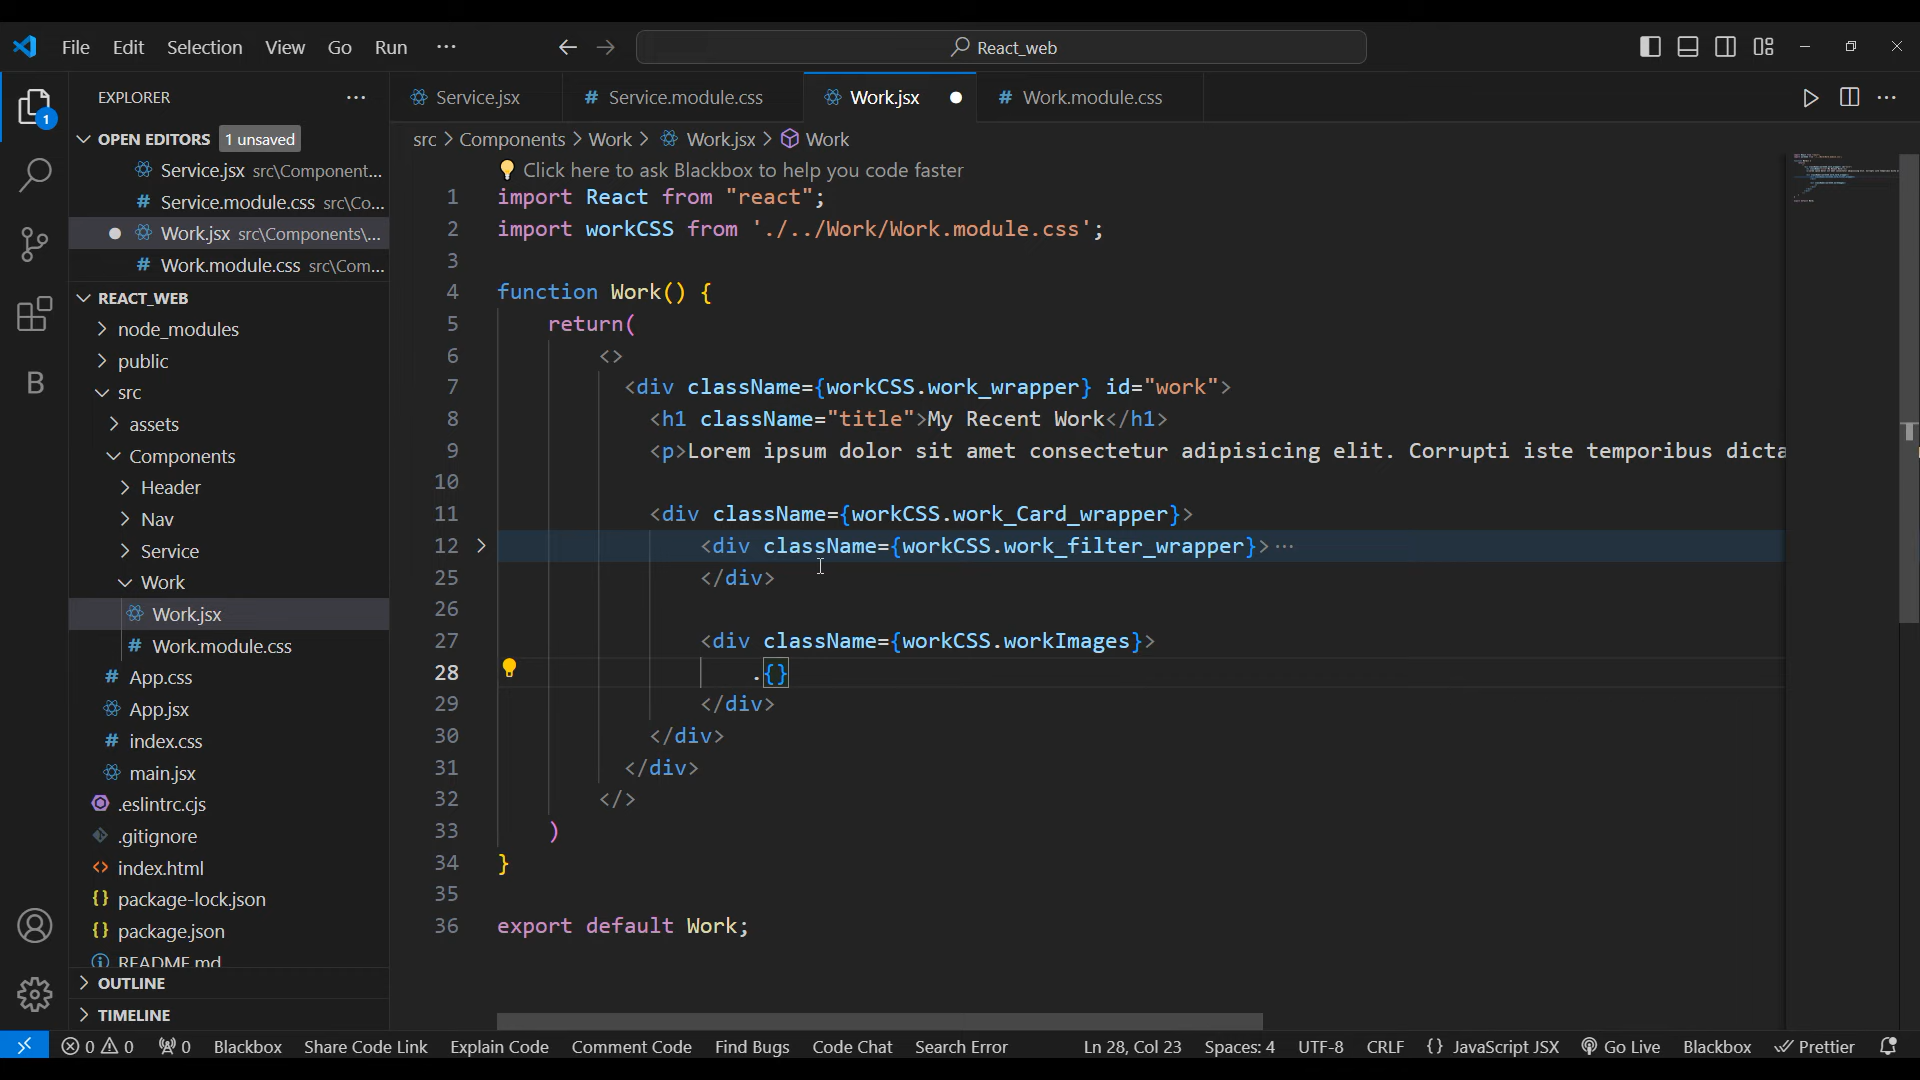 File Edit Selection View Go Run ··· React_web
EXPLORER ···
OPEN EDITORS 1 unsaved
Service.jsx src\Component...
# Service.module.css src\Co...
Work.jsx src\Components\...
# Work.module.css src\Com...
REACT_WEB
node_modules
public
src
assets
Components
Header
Nav
Service
Work
Work.jsx
# Work.module.css
# App.css
App.jsx
# index.css
main.jsx
.eslintrc.cjs
.gitignore
<> index.html
{} package-lock.json
{} package.json
README.md
OUTLINE
TIMELINE
1
B
Service.jsx # Service.module.css Work.jsx # Work.module.css ···
src > Components > Work > Work.jsx > Work
Click here to ask Blackbox to help you code faster
1 import React from "react";
2 import workCSS from './../Work/Work.module.css';
3
4 function Work() {
5 return(
6 <>
7 <div className={workCSS.work_wrapper} id="work">
8 <h1 className="title">My Recent Work</h1>
9 <p>Lorem ipsum dolor sit amet consectetur adipisicing elit. Corrupti iste temporibus dicta
10
11 <div className={workCSS.work_Card_wrapper}>
12 <div className={workCSS.work_filter_wrapper}>···
25 </div>
26
27 <div className={workCSS.workImages}>
28 .{}
29 </div>
30 </div>
31 </div>
32 </>
33 )
34 }
35
36 export default Work;
0 0 0 Blackbox Share Code Link Explain Code Comment Code Find Bugs Code Chat Search Error Ln 28, Col 23 Spaces: 4 UTF-8 CRLF {} JavaScript JSX Go Live Blackbox Prettier